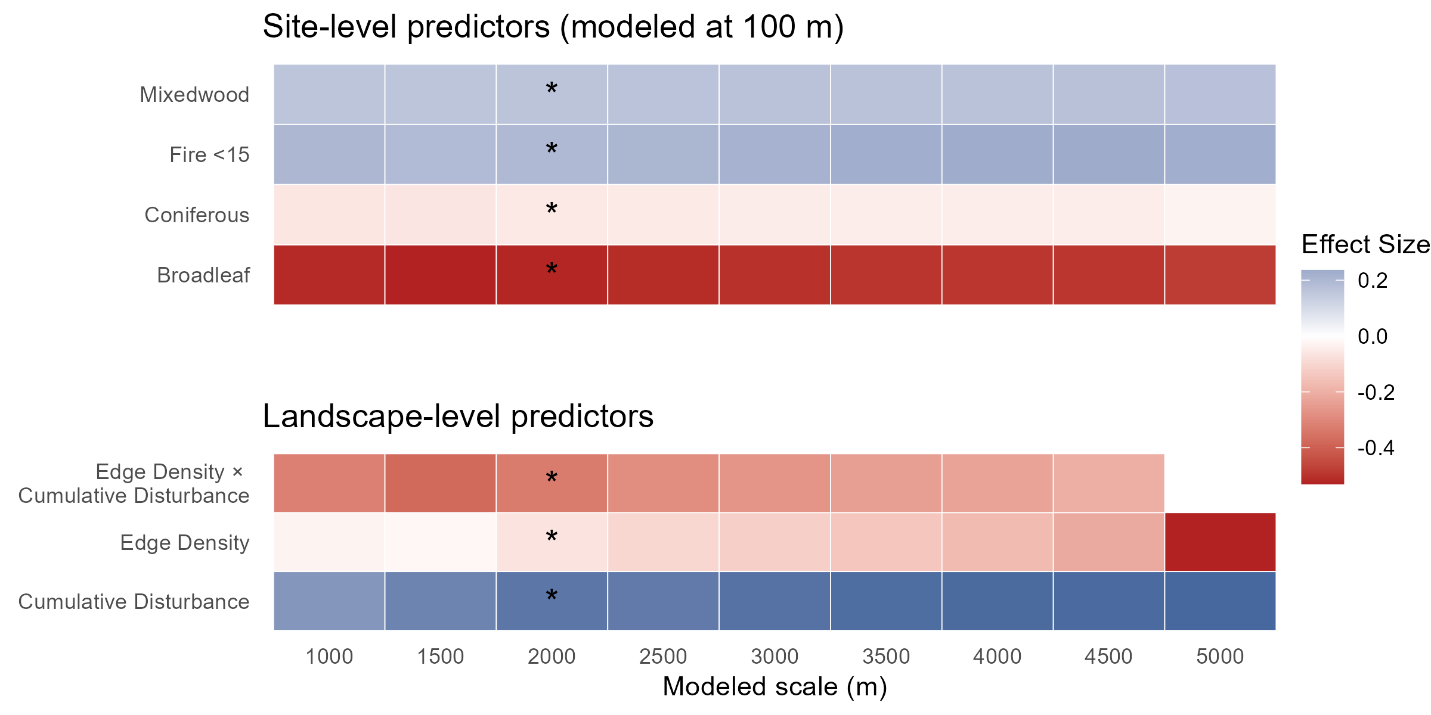 Site-level predictors (modeled at 100 m)
Mixedwood
*
Fire <15
*
Coniferous
*
Broadleaf
*
Effect Size
0.2
0.0
-0.2
-0.4
Landscape-level predictors
Edge Density ×
Cumulative Disturbance
*
Edge Density
*
Cumulative Disturbance
*
1000 1500 2000 2500 3000 3500 4000 4500 5000
Modeled scale (m)